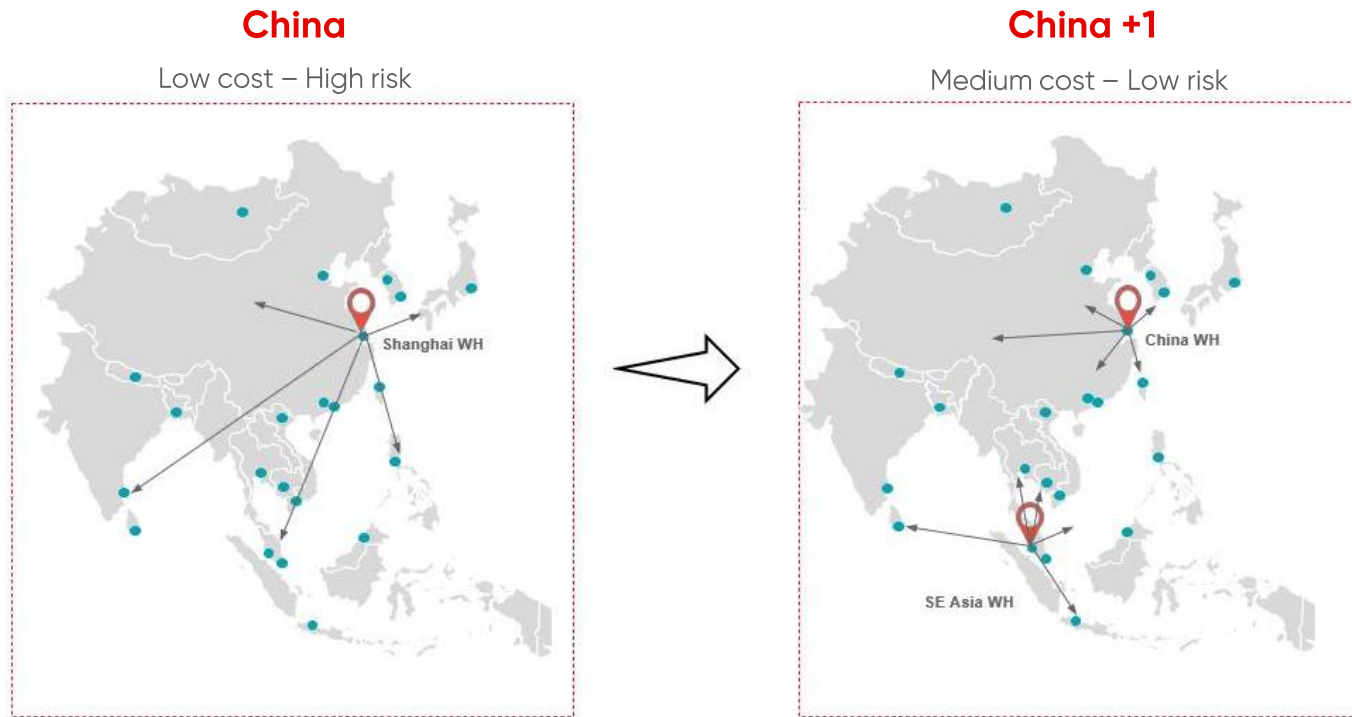 China
Low cost – High risk
Shanghai WH
China +1
Medium cost – Low risk
China WH
SE Asia WH